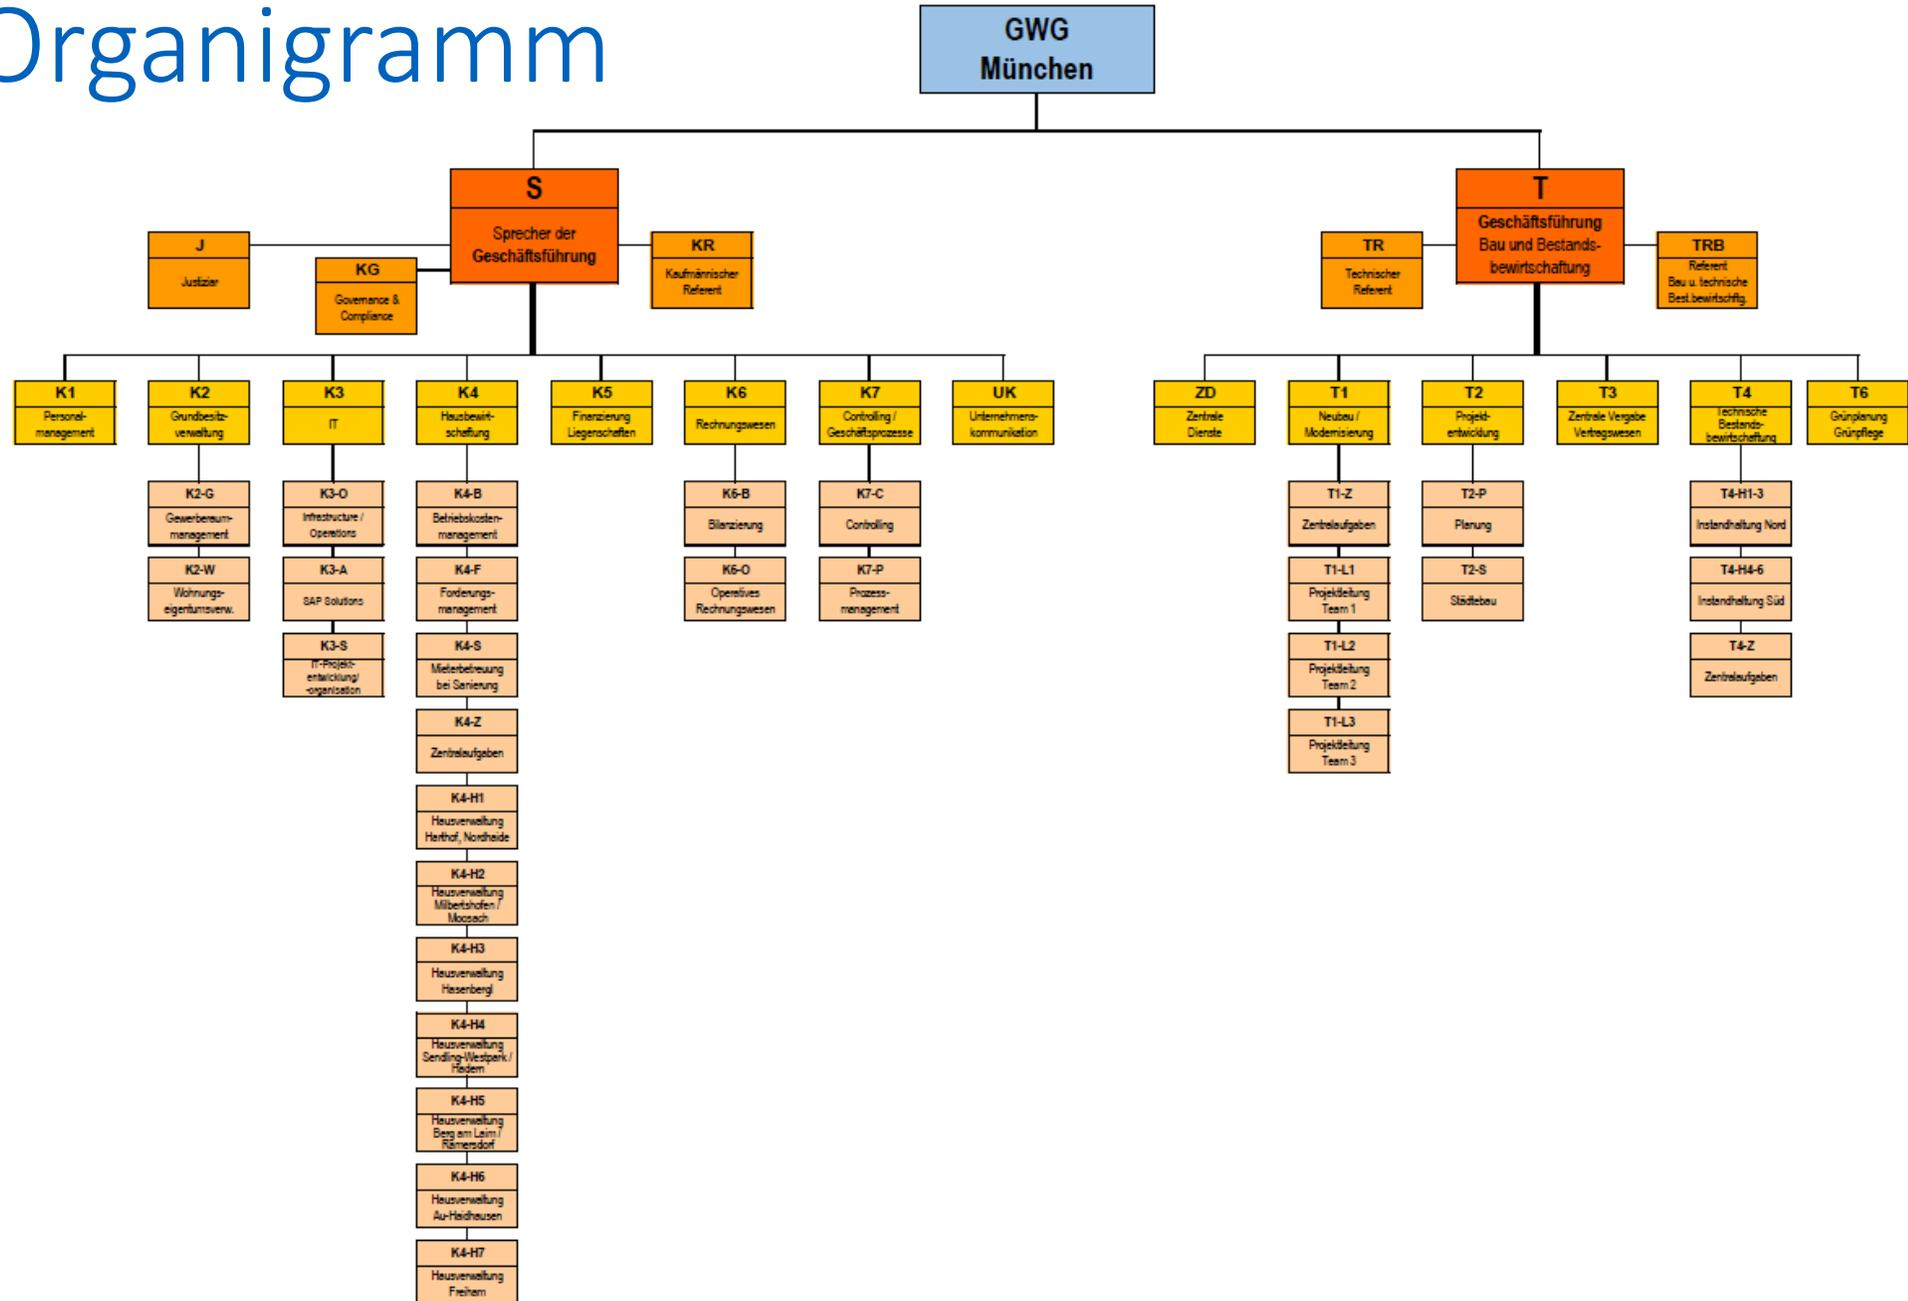 Organigramm
GWG
München
S
Sprecher der
Geschäftsführung
T
Geschäftsführung
Bau und Bestands-
bewirtschaftung
J
Justiziar
KG
Governance &
Compliance
KR
Kaufmännischer
Referent
TR
Technischer
Referent
TRB
Referent
Bau u. technische
Best.bewirtschftg.
K1
Personal-
management
K2
Grundbesitz-
verwaltung
K3
IT
K4
Hausbewirt-
schaftung
K5
Finanzierung
Liegenschaften
K6
Rechnungswesen
K7
Controlling /
Geschäftsprozesse
UK
Unternehmens-
kommunikation
ZD
Zentrale
Dienste
T1
Neubau /
Modernisierung
T2
Projekt-
entwicklung
T3
Zentrale Vergabe
Vertragswesen
T4
Technische
Bestands-
bewirtschaftung
T6
Grünplanung
Grünpflege
K2-G
Gewerberaum-
management
K2-W
Wohnungs-
eigentumsverw.
K3-O
Infrastructure /
Operations
K3-A
SAP Solutions
K3-S
IT-Projekt-
entwicklung/
-organisation
K4-B
Betriebskosten-
management
K4-F
Forderungs-
management
K4-S
Mieterbetreuung
bei Sanierung
K4-Z
Zentralaufgaben
K4-H1
Hausverwaltung
Harthof, Nordhaide
K4-H2
Hausverwaltung
Milbertshofen /
Moosach
K4-H3
Hausverwaltung
Hasenbergl
K4-H4
Hausverwaltung
Sendling-Westpark /
Hadern
K4-H5
Hausverwaltung
Berg am Laim /
Ramersdorf
K4-H6
Hausverwaltung
Au-Haidhausen
K4-H7
Hausverwaltung
Freiham
K6-B
Bilanzierung
K6-O
Operatives
Rechnungswesen
K7-C
Controlling
K7-P
Prozess-
management
T1-Z
Zentralaufgaben
T1-L1
Projektleitung
Team 1
T1-L2
Projektleitung
Team 2
T1-L3
Projektleitung
Team 3
T2-P
Planung
T2-S
Städtebau
T4-H1-3
Instandhaltung Nord
T4-H4-6
Instandhaltung Süd
T4-Z
Zentralaufgaben